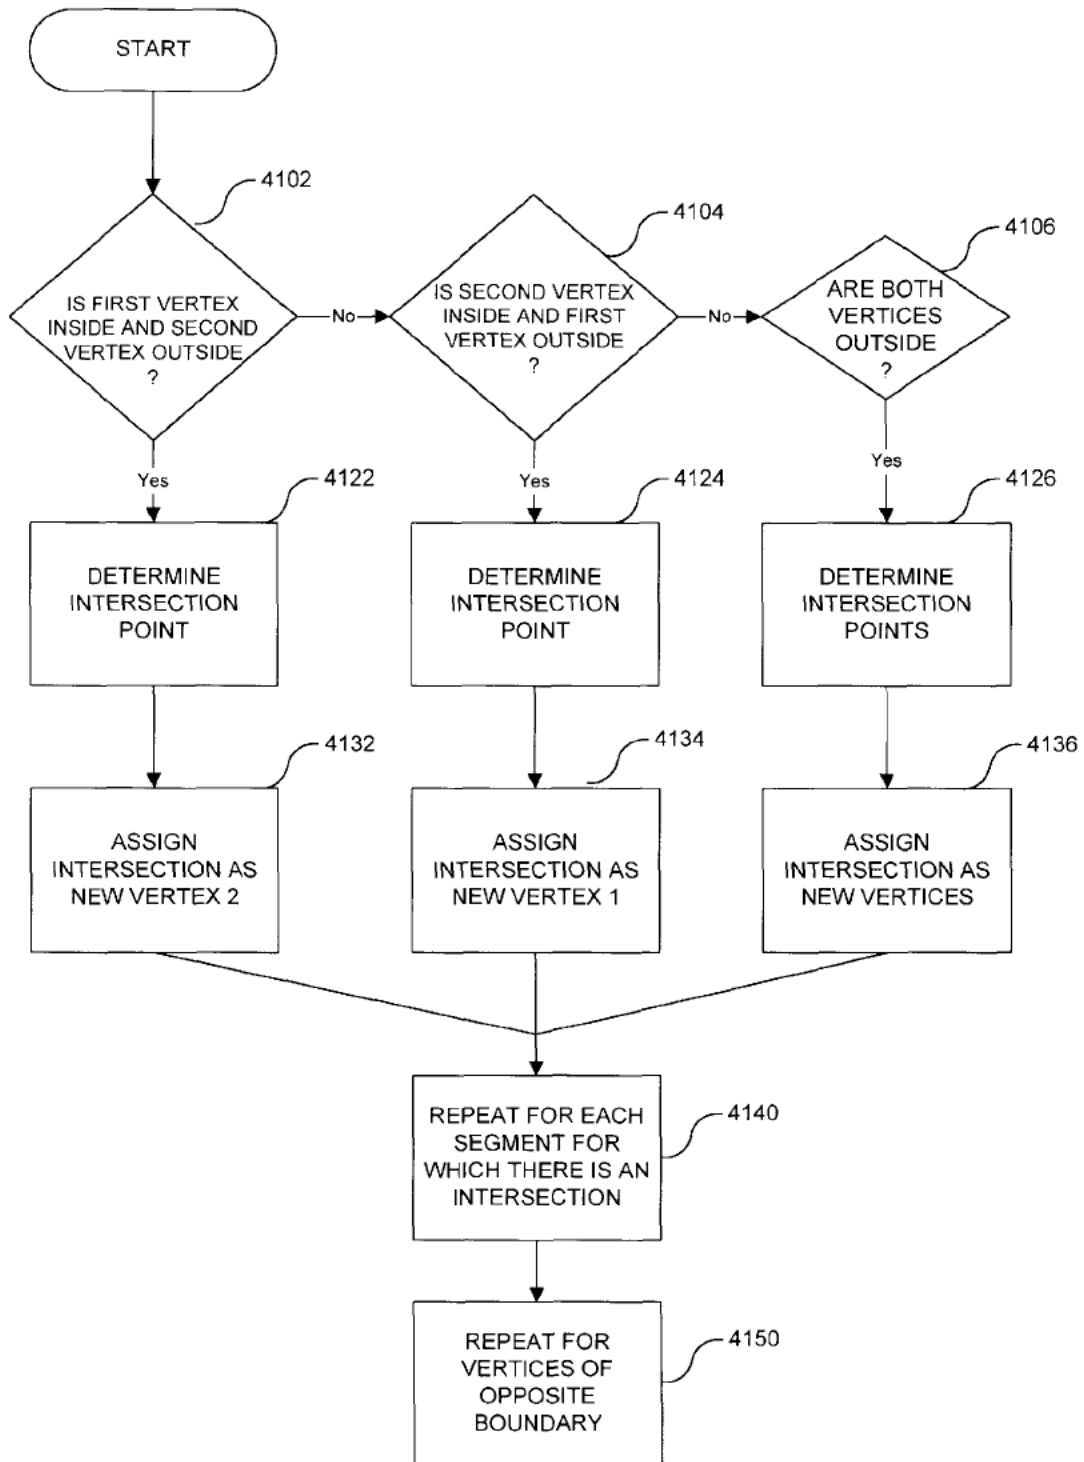 START
4102
IS FIRST VERTEX
INSIDE AND SECOND
VERTEX OUTSIDE
?
No
4104
IS SECOND VERTEX
INSIDE AND FIRST
VERTEX OUTSIDE
?
No
4106
ARE BOTH
VERTICES
OUTSIDE
?
Yes
Yes
Yes
4122
DETERMINE
INTERSECTION
POINT
4124
DETERMINE
INTERSECTION
POINT
4126
DETERMINE
INTERSECTION
POINTS
4132
ASSIGN
INTERSECTION AS
NEW VERTEX 2
4134
ASSIGN
INTERSECTION AS
NEW VERTEX 1
4136
ASSIGN
INTERSECTION AS
NEW VERTICES
4140
REPEAT FOR EACH
SEGMENT FOR
WHICH THERE IS AN
INTERSECTION
4150
REPEAT FOR
VERTICES OF
OPPOSITE
BOUNDARY